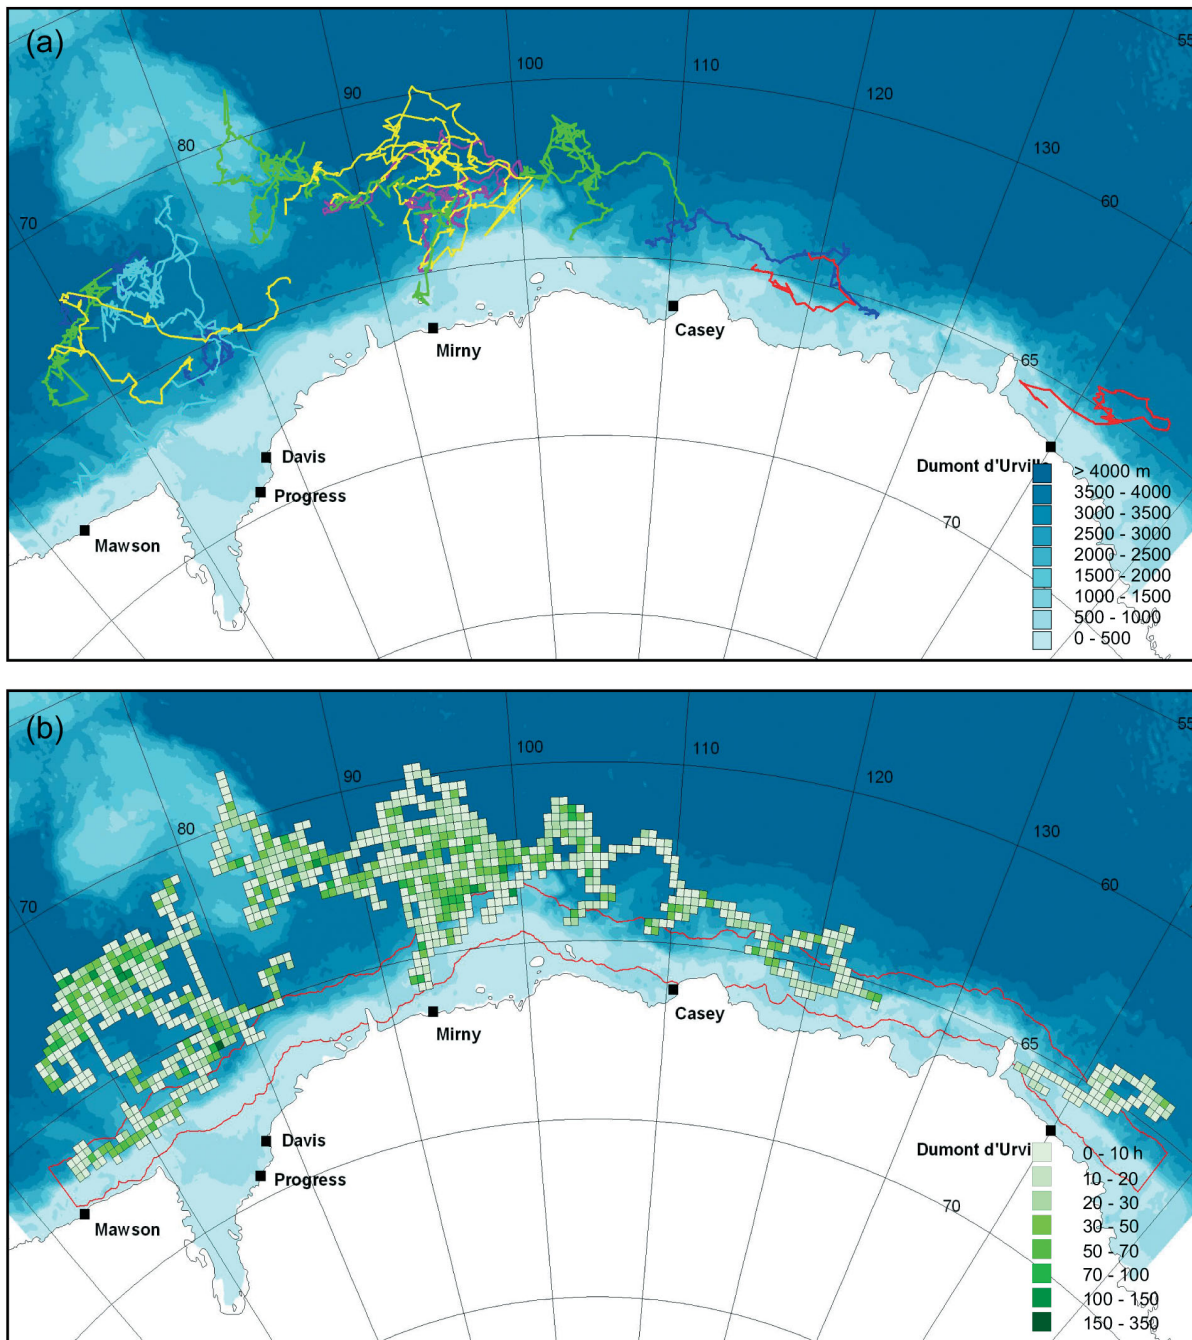 (a)
55
100
110
90
120
80
130
60
70
Casey
Mirny
65
Davis
Dumont d'Urvill
Progress
> 4000 m
3500 - 4000
3000 - 3500
70
2500 - 3000
Mawson
2000 - 2500
1500 - 2000
1000 - 1500
500 - 1000
0 - 500
(b)
55
100
110
90
120
80
130
60
70
Casey
Mirny
65
Davis
Dumont d'Urvi
0 - 10 h
Progress
10 - 20
20 - 30
70
30 - 50
Mawson
50 - 70
70 - 100
100 - 150
150 - 350